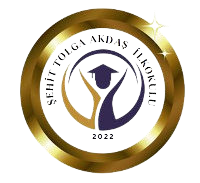 ŞEHİT TOLGA AKDAŞ İLKOKULU
2022